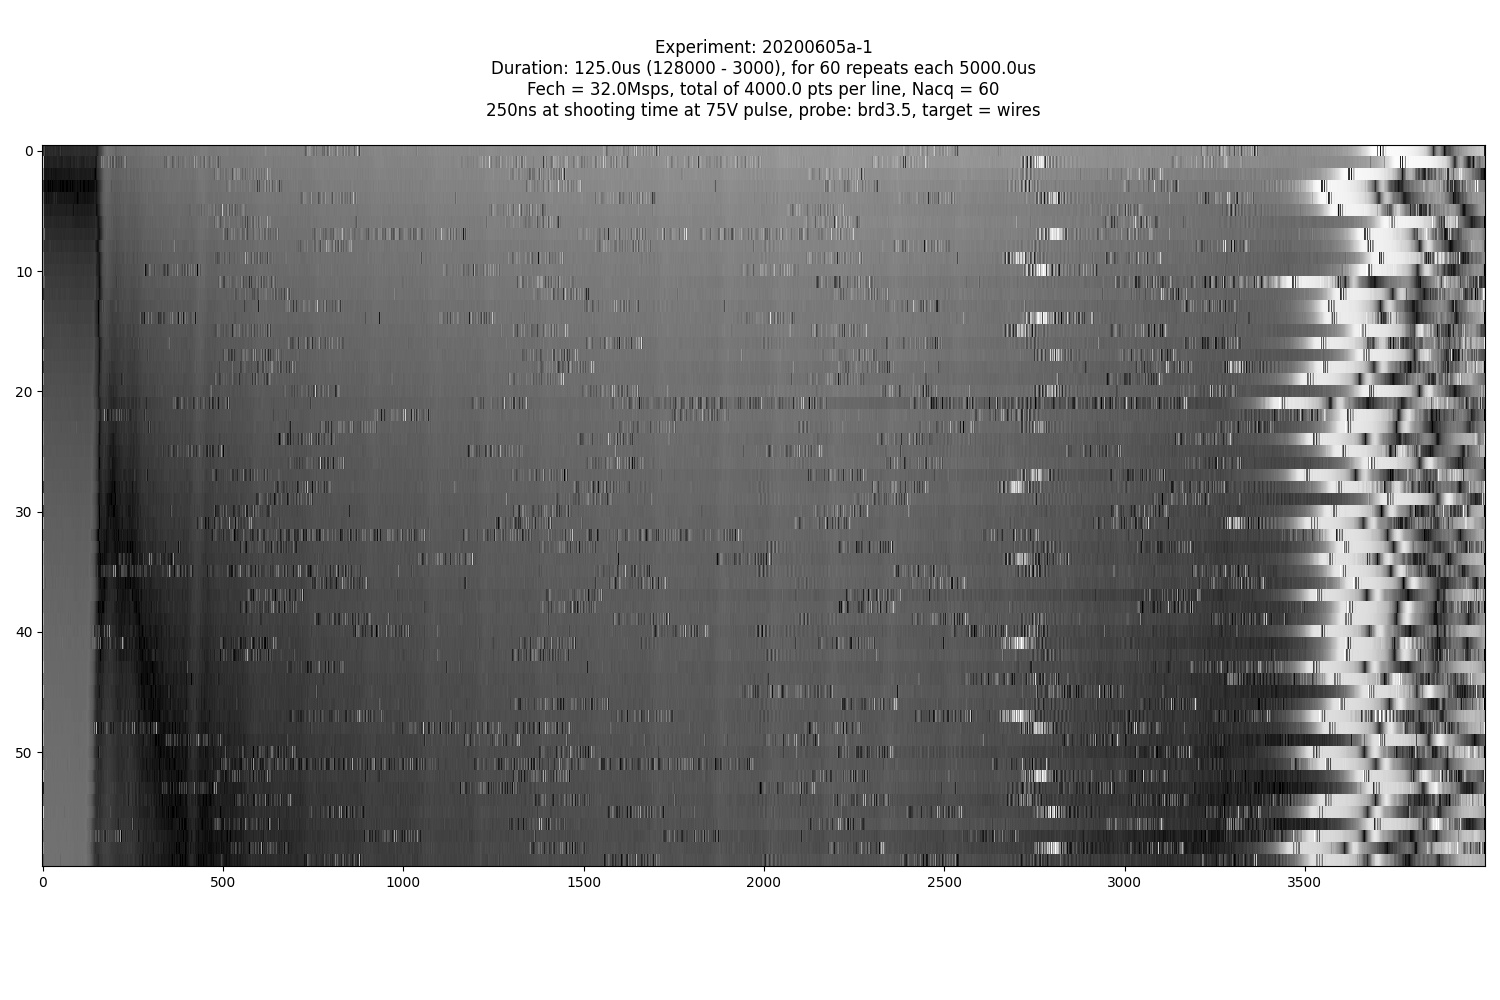 Experiment: 20200605a-1
Duration: 125.0us (128000 - 3000), for 60 repeats each 5000.0us
Fech = 32.0Msps, total of 4000.0 pts per line, Nacq = 60
250ns at shooting time at 75V pulse, probe: brd3.5, target = wires
0
10
20
30
40
50
0 500 1000 1500 2000 2500 3000 3500